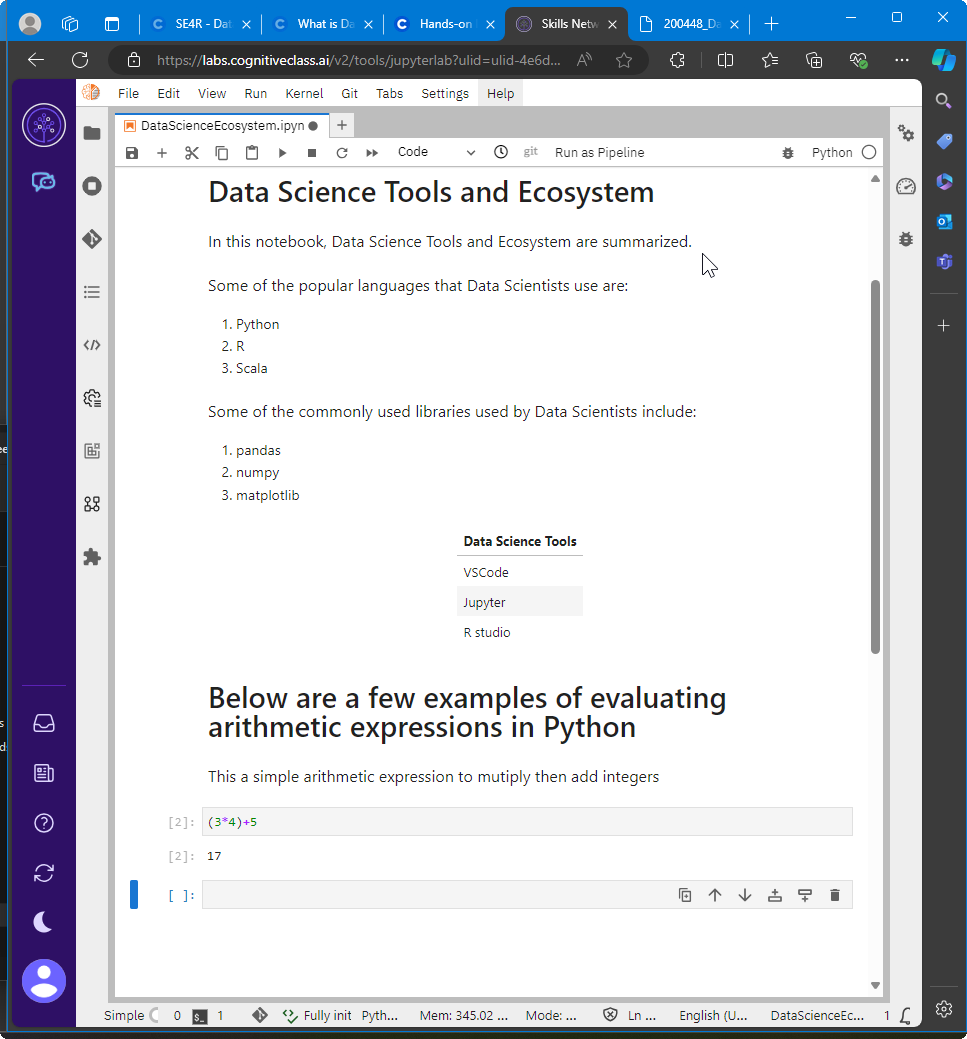 SE4R - Dat
What is Da
Hands-on
Skills Netw
200448_Da
https://labs.cognitiveclass.ai/v2/tools/jupyterlab?ulid=ulid-4e6d...
File Edit View Run Kernel Git Tabs Settings Help
DataScienceEcosystem.ipyn
Code
git
Run as Pipeline
Python
Data Science Tools and Ecosystem
In this notebook, Data Science Tools and Ecosystem are summarized.
Some of the popular languages that Data Scientists use are:
1. Python
2. R
3. Scala
Some of the commonly used libraries used by Data Scientists include:
1. pandas
2. numpy
3. matplotlib
Data Science Tools
VSCode
Jupyter
R studio
Below are a few examples of evaluating
arithmetic expressions in Python
This a simple arithmetic expression to mutiply then add integers
[2]: (3*4)+5
[2]: 17
[ ]:
Simple 0 $_ 1 Fully init Pyth... Mem: 345.02 ... Mode: ... Ln ... English (U... DataScienceEc... 1